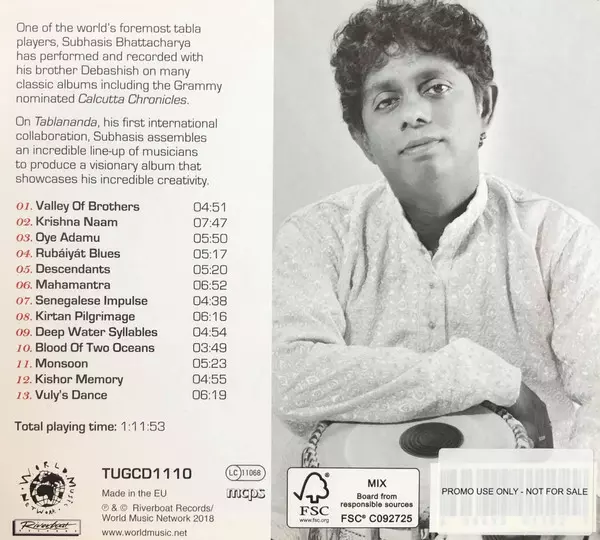 One of the world's foremost tabla
players, Subhasis Bhattacharya
has performed and recorded with
his brother Debashish on many
classic albums including the Grammy
nominated Calcutta Chronicles.
On Tablananda, his first international
collaboration, Subhasis assembles
an incredible line-up of musicians
to produce a visionary album that
showcases his incredible creativity.
01. Valley Of Brothers 04:51
02. Krishna Naam 07:47
03. Oye Adamu 05:50
04. Rubáiyát Blues 05:17
05. Descendants 05:20
06. Mahamantra 06:52
07. Senegalese Impulse 04:38
08. Kirtan Pilgrimage 06:16
09. Deep Water Syllables 04:54
10. Blood Of Two Oceans 03:49
11. Monsoon 05:23
12. Kishor Memory 04:55
13. Vuly's Dance 06:19
Total playing time: 1:11:53
WORLD MUSIC NETWORK
Riverboat
TUGCD1110
Made in the EU
℗ & © Riverboat Records/
World Music Network 2018
www.worldmusic.net
LC 11068
mcps
FSC
www.fsc.org
MIX
Board from
responsible sources
FSC® C092725
PROMO USE ONLY - NOT FOR SALE